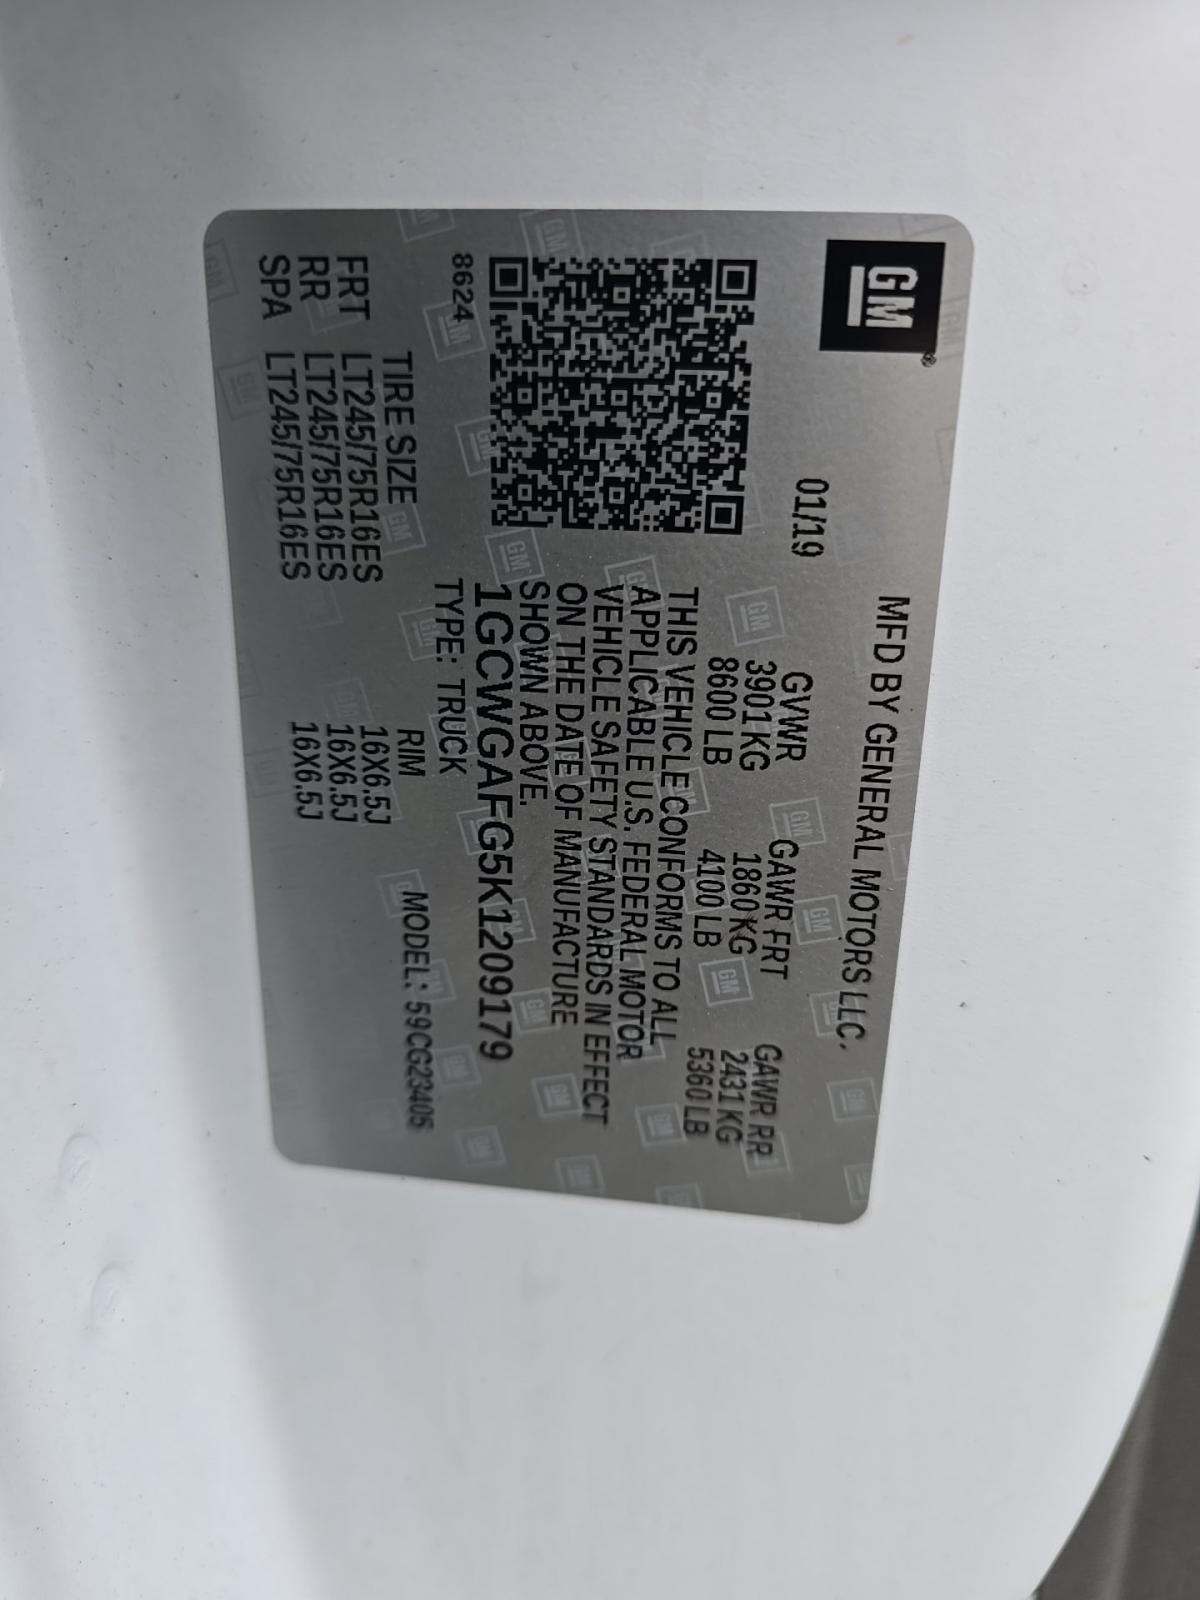 GM
MFD BY GENERAL MOTORS LLC.
01/19
GVWR GAWR FRT GAWR RR
3901 KG 1860 KG 2431 KG
8600 LB 4100 LB 5360 LB
THIS VEHICLE CONFORMS TO ALL
APPLICABLE U.S. FEDERAL MOTOR
VEHICLE SAFETY STANDARDS IN EFFECT
ON THE DATE OF MANUFACTURE
SHOWN ABOVE.
1GCWGAFG5K1209179
8624 TYPE: TRUCK
TIRE SIZE RIM MODEL: 59CG23405
FRT LT245/75R16ES 16X6.5J
RR LT245/75R16ES 16X6.5J
SPA LT245/75R16ES 16X6.5J